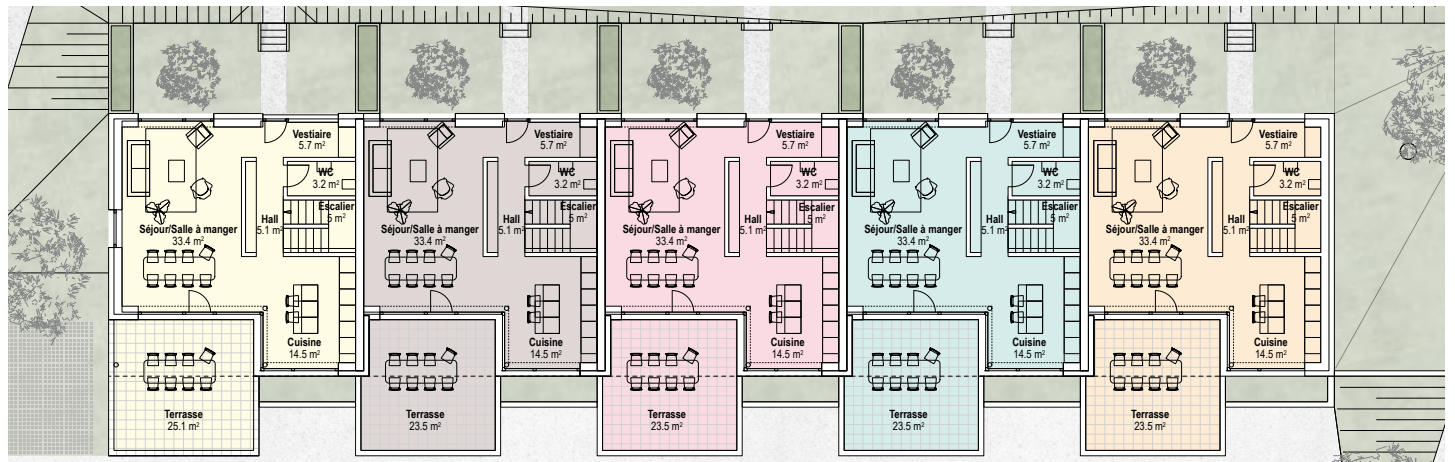 Vestiaire
5.7 m²
WC
3.2 m²
Escalier
5 m²
Hall
5.1 m²
Séjour/Salle à manger
33.4 m²
Cuisine
14.5 m²
Terrasse
25.1 m²
Vestiaire
5.7 m²
WC
3.2 m²
Escalier
5 m²
Hall
5.1 m²
Séjour/Salle à manger
33.4 m²
Cuisine
14.5 m²
Terrasse
23.5 m²
Vestiaire
5.7 m²
WC
3.2 m²
Escalier
5 m²
Hall
5.1 m²
Séjour/Salle à manger
33.4 m²
Cuisine
14.5 m²
Terrasse
23.5 m²
Vestiaire
5.7 m²
WC
3.2 m²
Escalier
5 m²
Hall
5.1 m²
Séjour/Salle à manger
33.4 m²
Cuisine
14.5 m²
Terrasse
23.5 m²
Vestiaire
5.7 m²
WC
3.2 m²
Escalier
5 m²
Hall
5.1 m²
Séjour/Salle à manger
33.4 m²
Cuisine
14.5 m²
Terrasse
23.5 m²